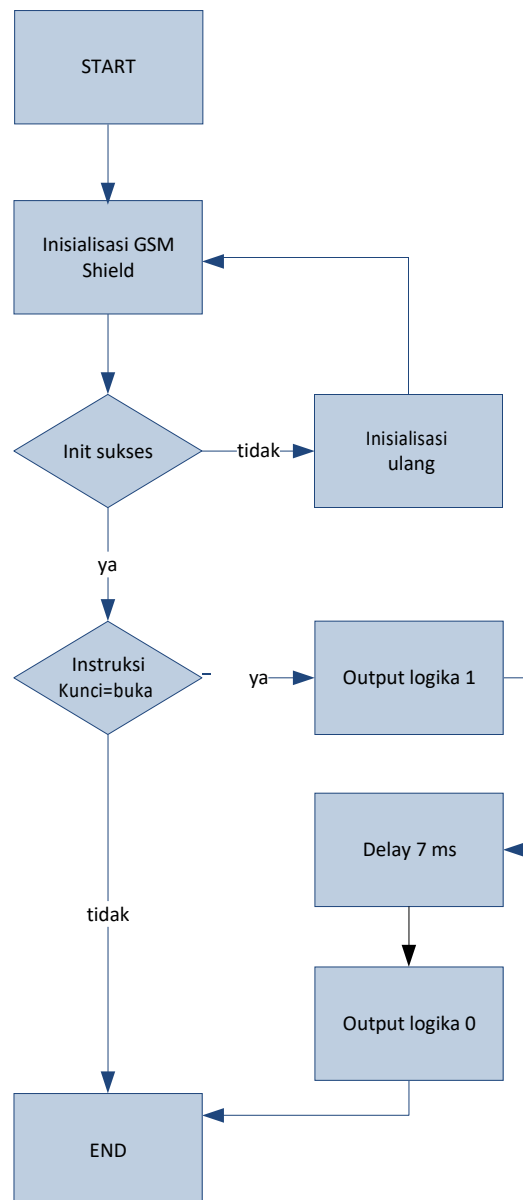 START
Inisialisasi GSM
Shield
Init sukses
tidak
Inisialisasi
ulang
ya
Instruksi
Kunci=buka
ya
Output logika 1
Delay 7 ms
tidak
Output logika 0
END